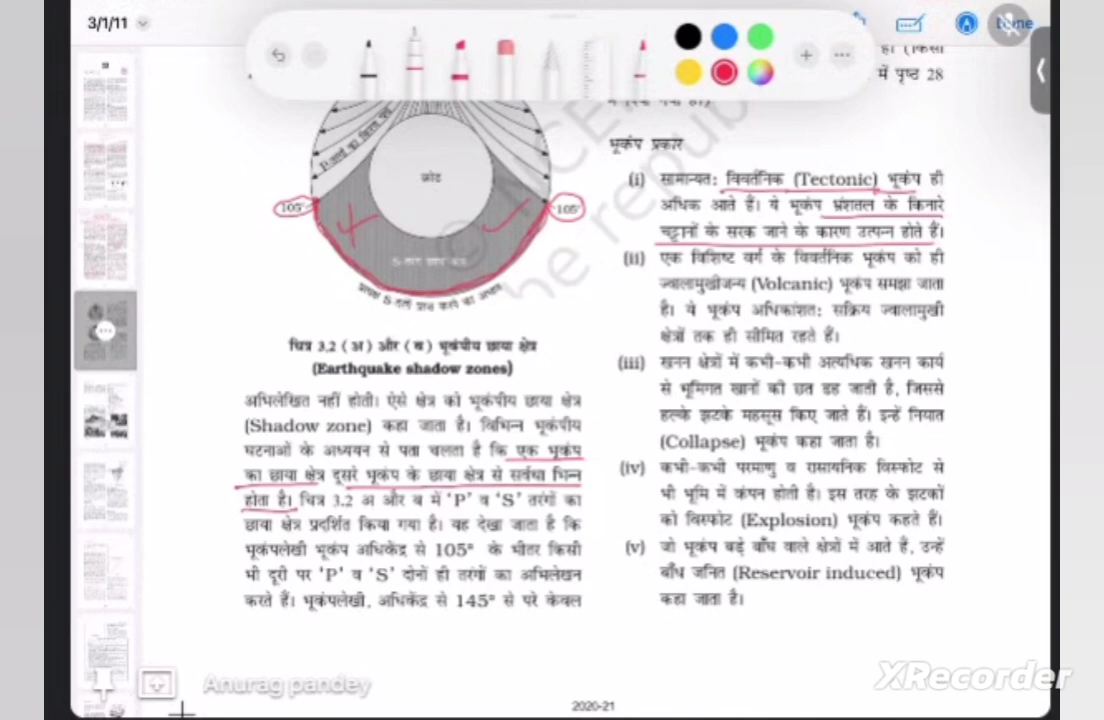 3/1/11
है। (किसी
में पृष्ठ 28
P-तरंगों का
क्रोड
105°
105°
चित्र 3.2 (अ) और (ब) भूकंपीय छाया क्षेत्र
(Earthquake shadow zones)
अभिलेखित नहीं होती। ऐसे क्षेत्र को भूकंपीय छाया क्षेत्र
(Shadow zone) कहा जाता है। विभिन्न भूकंपीय
घटनाओं के अध्ययन से पता चलता है कि एक भूकंप
का छाया क्षेत्र दूसरे भूकंप के छाया क्षेत्र से सर्वथा भिन्न
होता है। चित्र 3.2 अ और ब में 'P' व 'S' तरंगों का
छाया क्षेत्र प्रदर्शित किया गया है। यह देखा जाता है कि
भूकंपलेखी भूकंप अधिकेंद्र से 105° के भीतर किसी
भी दूरी पर 'P' व 'S' दोनों ही तरंगों का अभिलेखन
करते हैं। भूकंपलेखी, अधिकेंद्र से 145° से परे केवल
भूकंप प्रकार
(i) सामान्यत: विवर्तनिक (Tectonic) भूकंप ही
अधिक आते हैं। ये भूकंप भ्रंशतल के किनारे
चट्टानों के सरक जाने के कारण उत्पन्न होते हैं।
(ii) एक विशिष्ट वर्ग के विवर्तनिक भूकंप को ही
ज्वालामुखीजन्य (Volcanic) भूकंप समझा जाता
है। ये भूकंप अधिकांशत: सक्रिय ज्वालामुखी
क्षेत्रों तक ही सीमित रहते हैं।
(iii) खनन क्षेत्रों में कभी-कभी अत्यधिक खनन कार्य
से भूमिगत खानों की छत ढह जाती है, जिससे
हल्के झटके महसूस किए जाते हैं। इन्हें नियात
(Collapse) भूकंप कहा जाता है।
(iv) कभी-कभी परमाणु व रासायनिक विस्फोट से
भी भूमि में कंपन होती है। इस तरह के झटकों
को विस्फोट (Explosion) भूकंप कहते हैं।
(v) जो भूकंप बड़े बाँध वाले क्षेत्रों में आते हैं, उन्हें
बाँध जनित (Reservoir induced) भूकंप
कहा जाता है।
Anurag pandey
2020-21
XRecorder